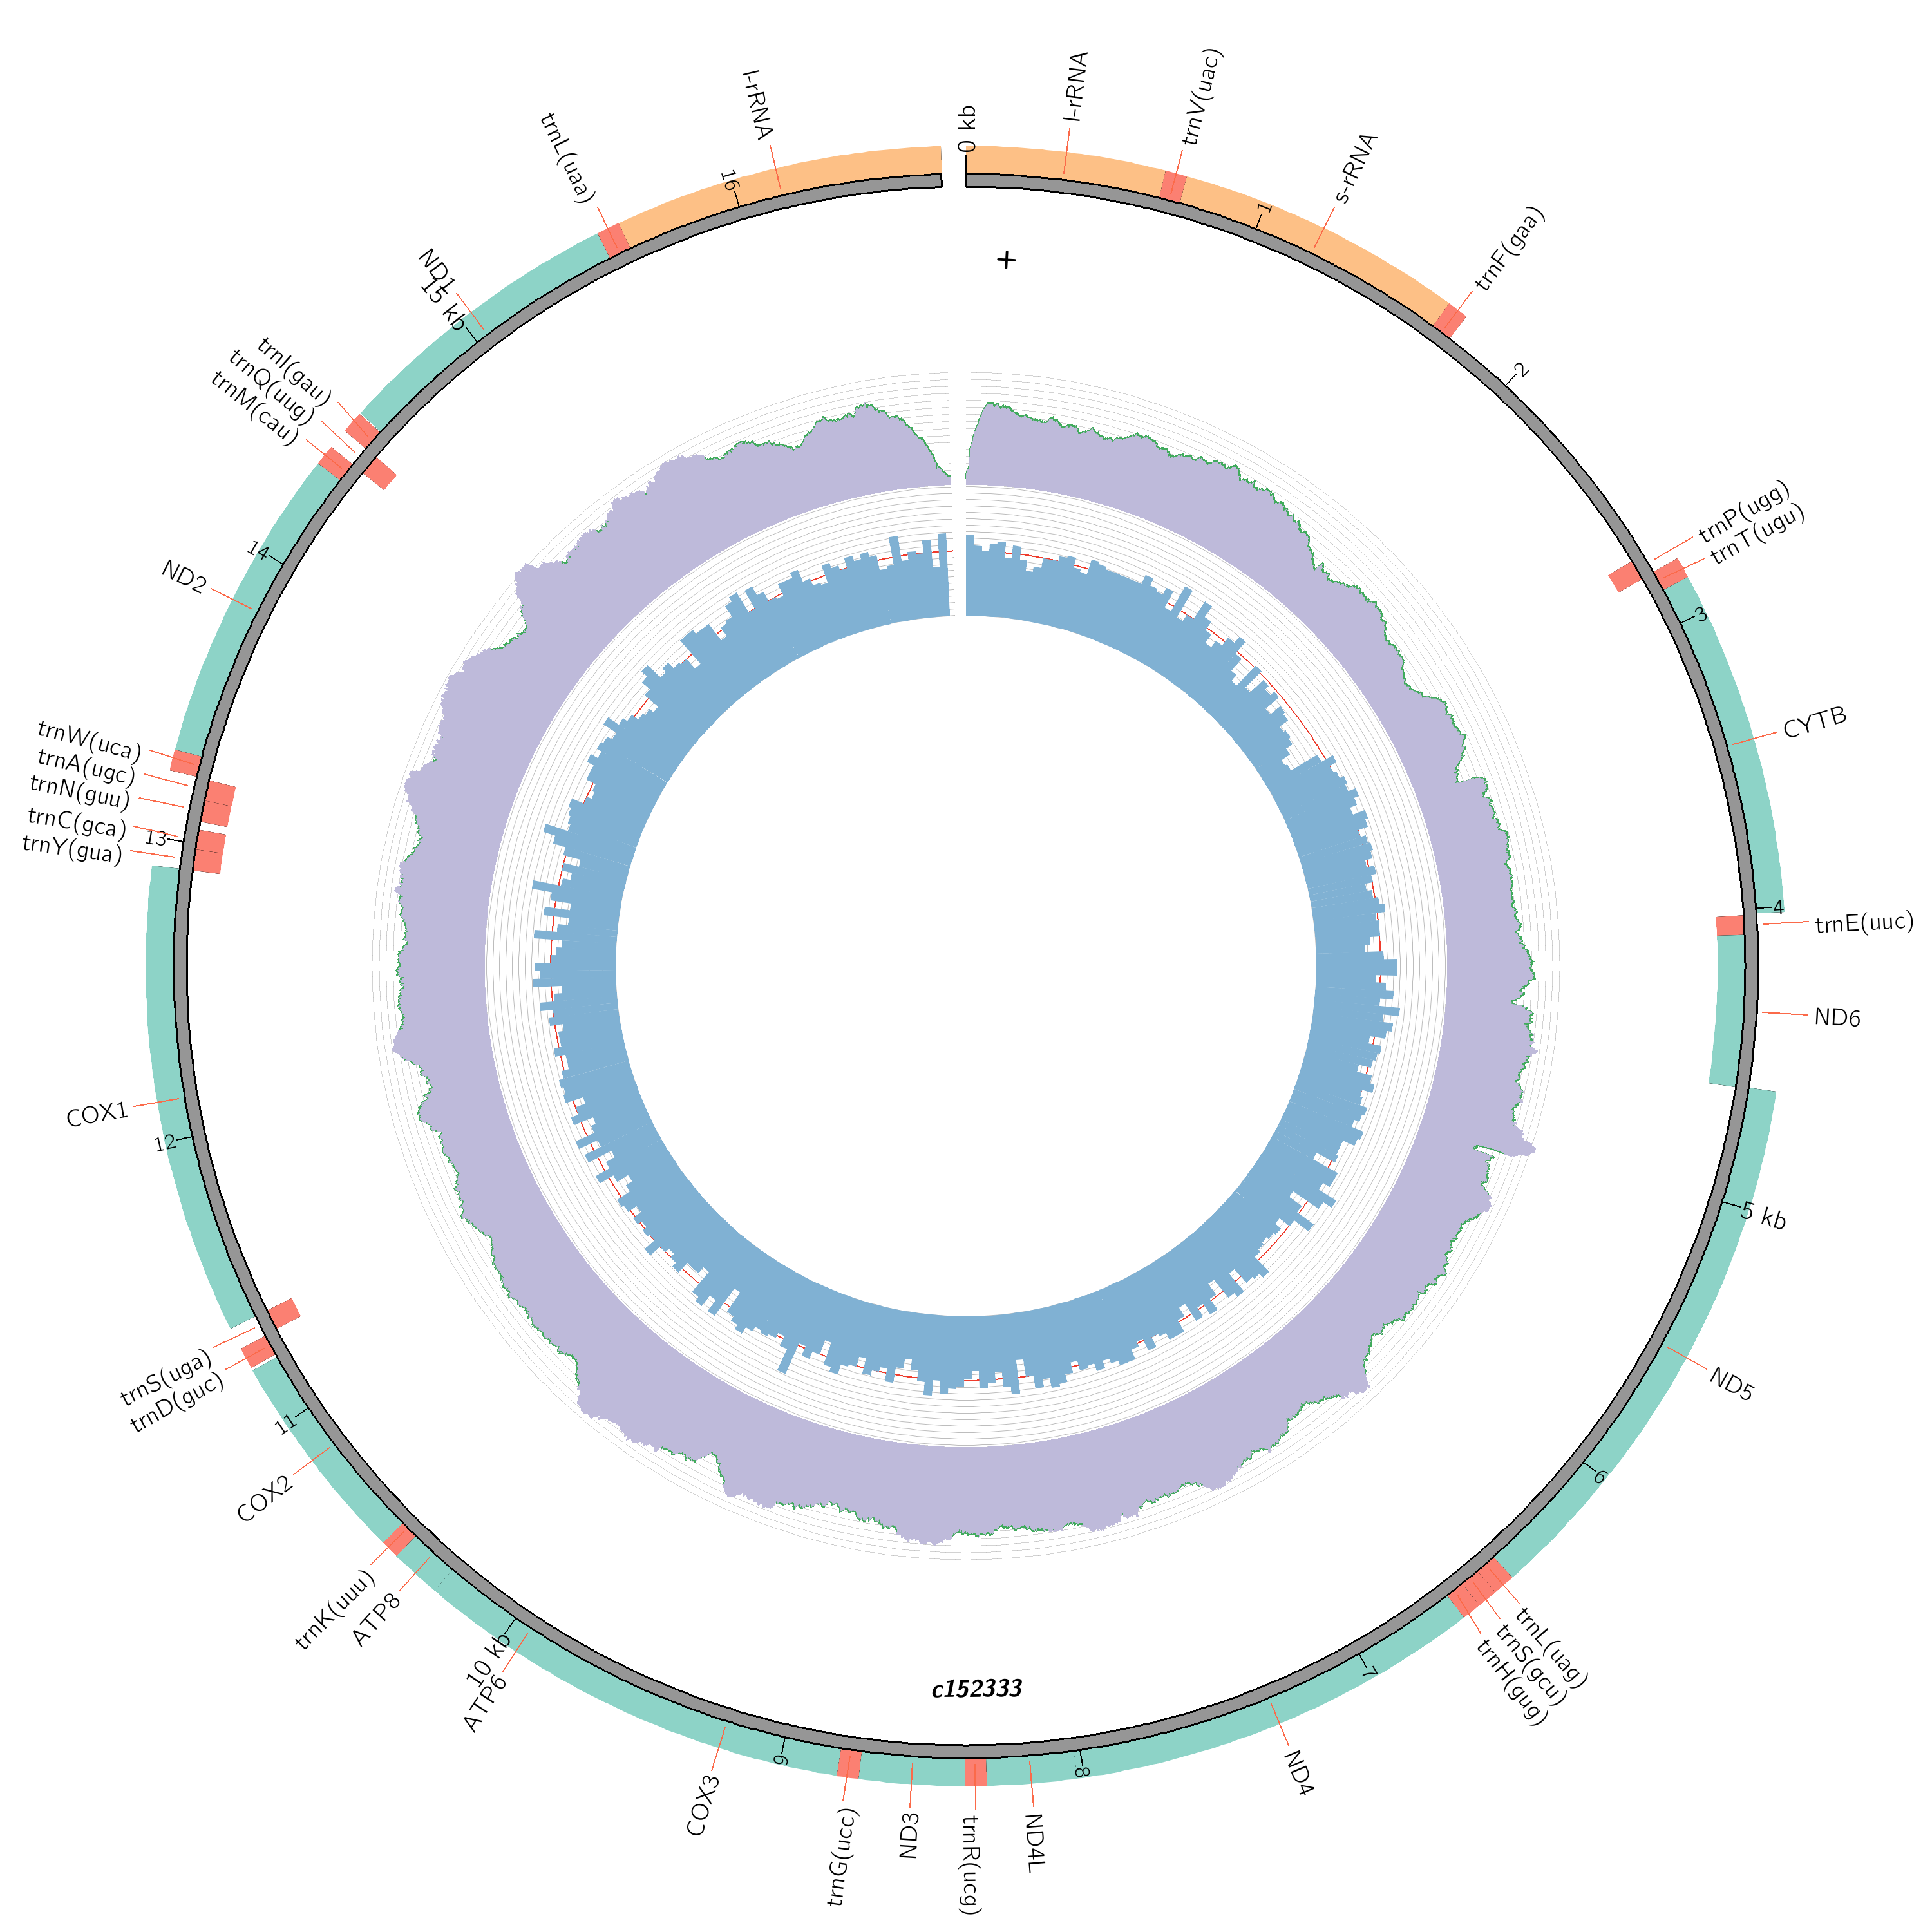 0 kb
l-rRNA
trnV(uac)
1
s-rRNA
trnF(gaa)
2
trnP(ugg)
trnT(ugu)
3
CYTB
4
trnE(uuc)
ND6
5 kb
ND5
6
trnL(uag)
trnS(gcu)
trnH(gug)
7
ND4
8
ND4L
trnR(ucg)
ND3
trnG(ucc)
9
COX3
10 kb
ATP6
ATP8
trnK(uuu)
COX2
11
trnD(guc)
trnS(uga)
12
COX1
trnY(gua)
13
trnC(gca)
trnN(guu)
trnA(ugc)
trnW(uca)
ND2
14
trnM(cau)
trnQ(uug)
trnI(gau)
15 kb
ND1
trnL(uaa)
16
l-rRNA
+
c152333